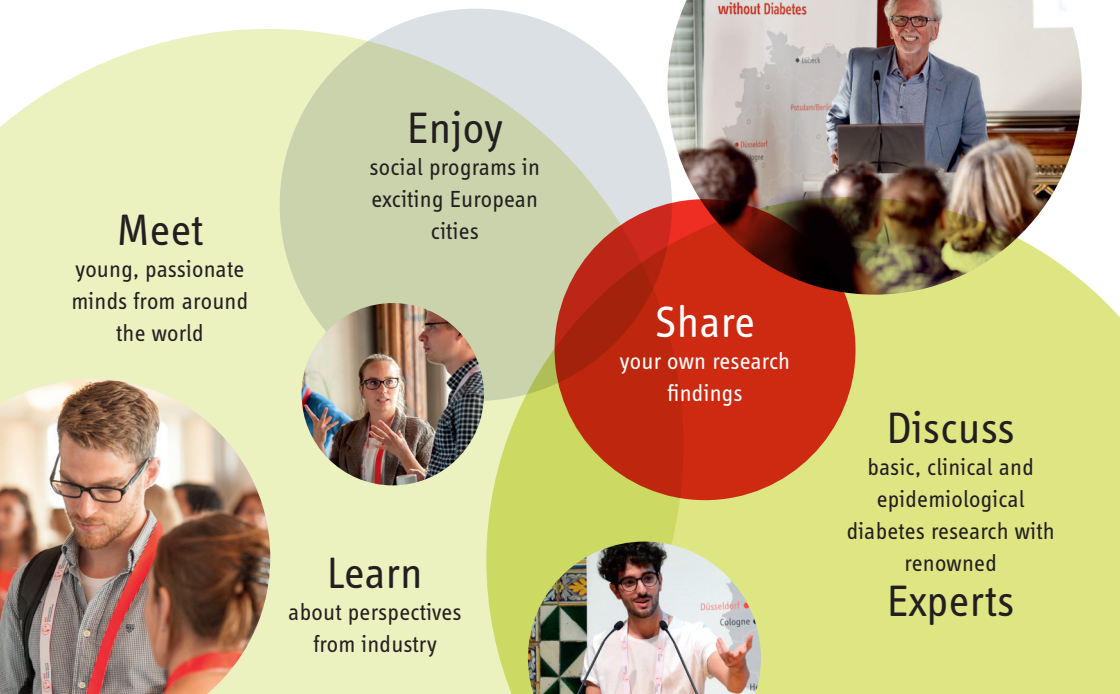 without Diabetes
Lübeck
Potsdam/Berlin
Düsseldorf
Enjoy
social programs in
exciting European
cities
Meet
young, passionate
minds from around
the world
Share
your own research
findings
Discuss
basic, clinical and
epidemiological
diabetes research with
renowned
Experts
Learn
about perspectives
from industry
Düsseldorf
Cologne